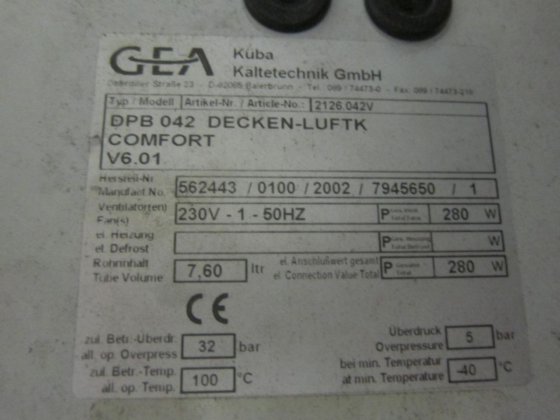 GEA Küba
Kältetechnik GmbH
Typ / Modell Artikel-Nr. / Article-No.: 2126.042V
DPB 042 DECKEN-LUFTK
COMFORT
V6.01
Herstell-Nr.
Manufact No. 562443 / 0100 / 2002 / 7945650 / 1
Ventilator(en)
Fan(s) 230V - 1 - 50HZ P 280 W
el. Heizung
el. Defrost P W
Rohrinhalt
Tube Volume 7,60 ltr
el. Anschlußwert gesamt
el. Connection Value Total P Gesamt Total 280 W
CE
zul. Betr.-Überdr.
all. op. Overpress 32 bar
zul. Betr.-Temp.
all. op. Temp. 100 °C
Überdruck
Overpressure 5 bar
bei min. Temperatur
at min. Temperature -40 °C